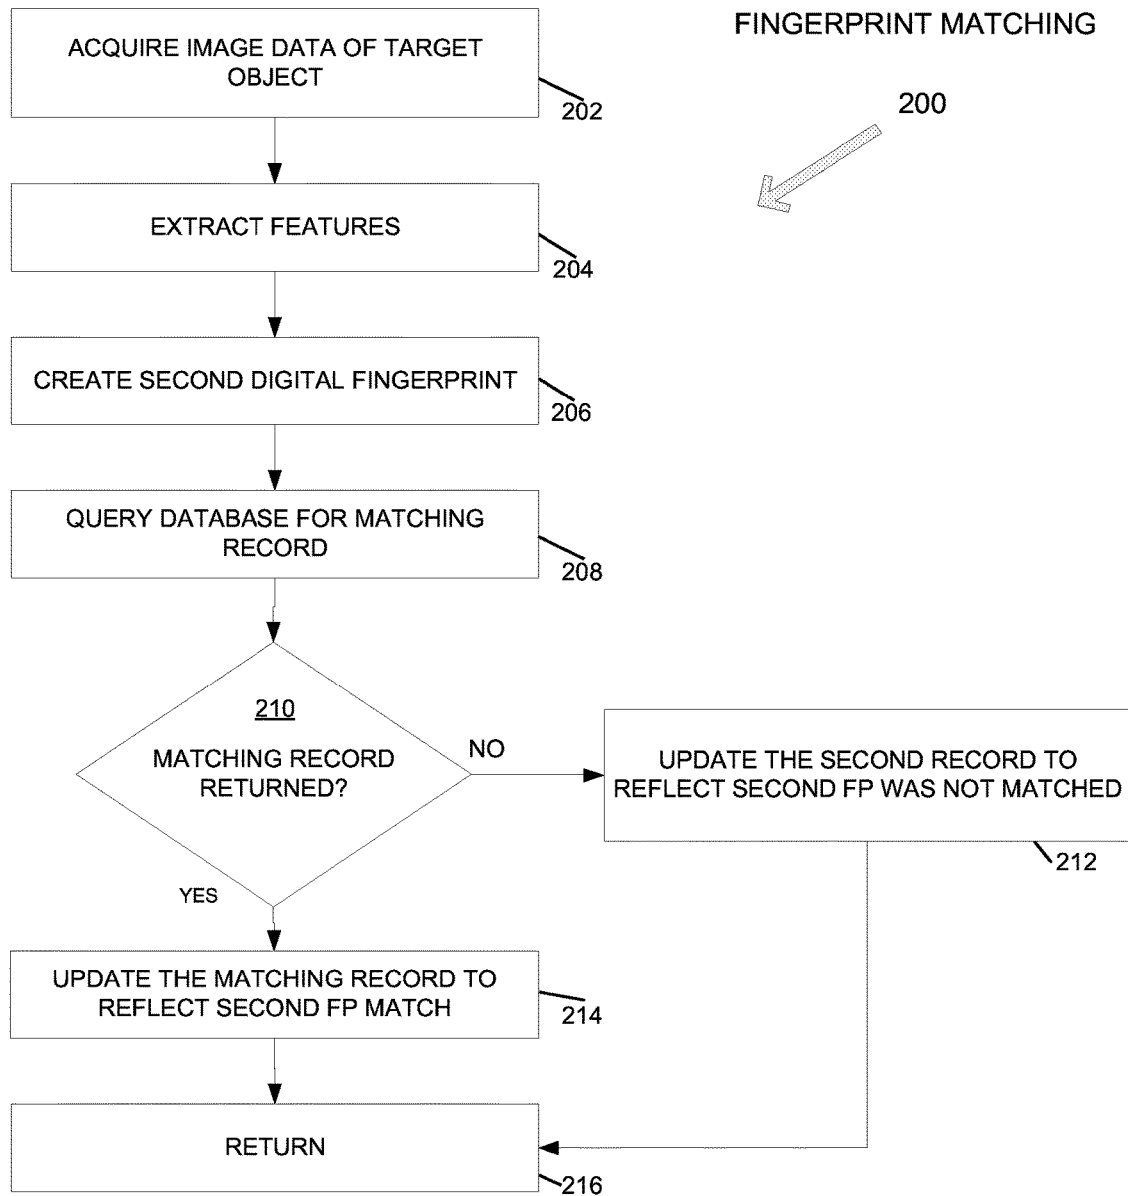 FINGERPRINT MATCHING
200
ACQUIRE IMAGE DATA OF TARGET
OBJECT
202
EXTRACT FEATURES
204
CREATE SECOND DIGITAL FINGERPRINT
206
QUERY DATABASE FOR MATCHING
RECORD
208
210
MATCHING RECORD
RETURNED?
NO
UPDATE THE SECOND RECORD TO
REFLECT SECOND FP WAS NOT MATCHED
212
YES
UPDATE THE MATCHING RECORD TO
REFLECT SECOND FP MATCH
214
RETURN
216